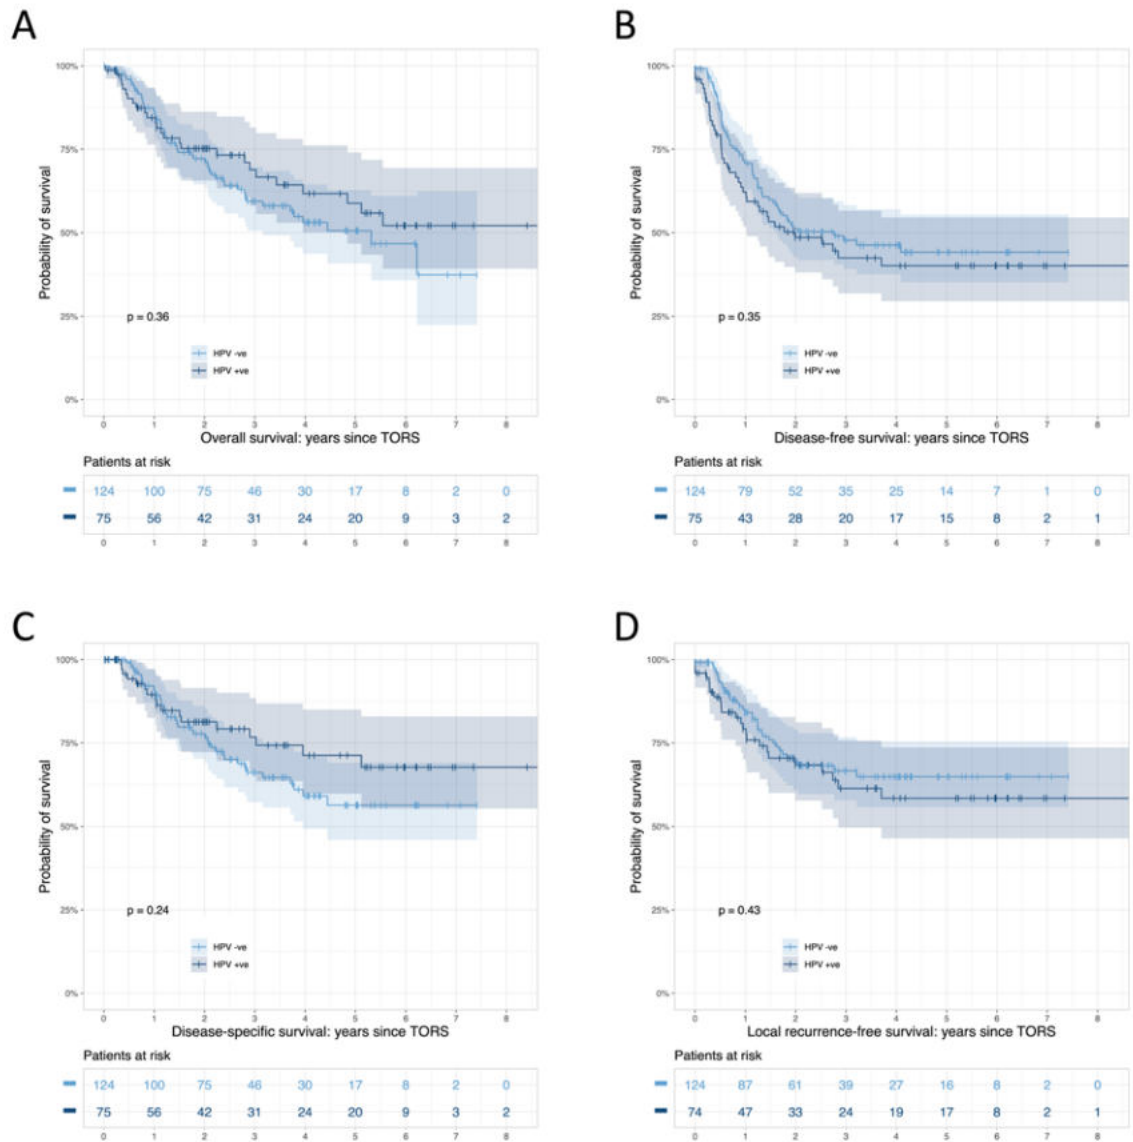 A
100%
75%
50%
25%
0%
Probability of survival
p = 0.36
HPV -ve
HPV +ve
0 1 2 3 4 5 6 7 8
Overall survival: years since TORS
Patients at risk
124 100 75 46 30 17 8 2 0
75 56 42 31 24 20 9 3 2
0 1 2 3 4 5 6 7 8
B
100%
75%
50%
25%
0%
Probability of survival
p = 0.35
HPV -ve
HPV +ve
0 1 2 3 4 5 6 7 8
Disease-free survival: years since TORS
Patients at risk
124 79 52 35 25 14 7 1 0
75 43 28 20 17 15 8 2 1
0 1 2 3 4 5 6 7 8
C
100%
75%
50%
25%
0%
Probability of survival
p = 0.24
HPV -ve
HPV +ve
0 1 2 3 4 5 6 7 8
Disease-specific survival: years since TORS
Patients at risk
124 100 75 46 30 17 8 2 0
75 56 42 31 24 20 9 3 2
0 1 2 3 4 5 6 7 8
D
100%
75%
50%
25%
0%
Probability of survival
p = 0.43
HPV -ve
HPV +ve
0 1 2 3 4 5 6 7 8
Local recurrence-free survival: years since TORS
Patients at risk
124 87 61 39 27 16 8 2 0
74 47 33 24 19 17 8 2 1
0 1 2 3 4 5 6 7 8